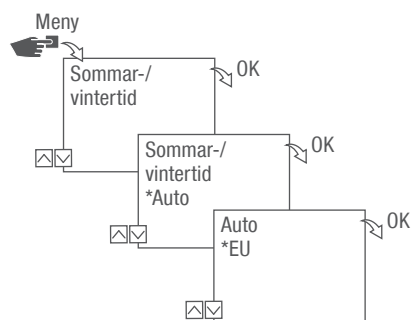 Meny
Sommar-/
vintertid
OK
Sommar-/
vintertid
*Auto
OK
Auto
*EU
OK